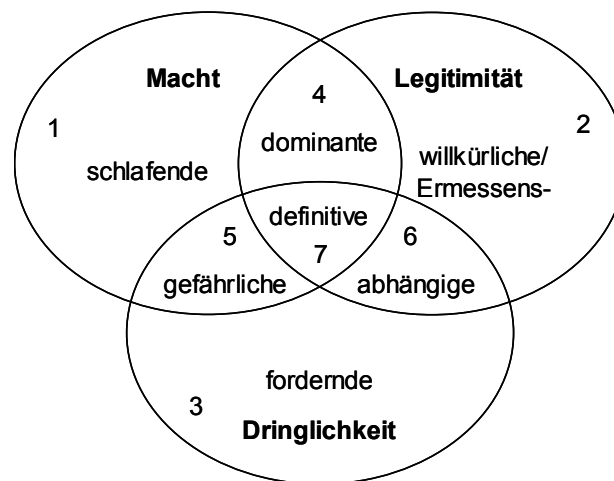 Macht
Legitimität
4
1
2
dominante
willkürliche/
Ermessens-
schlafende
definitive
5
6
7
gefährliche
abhängige
fordernde
3
Dringlichkeit